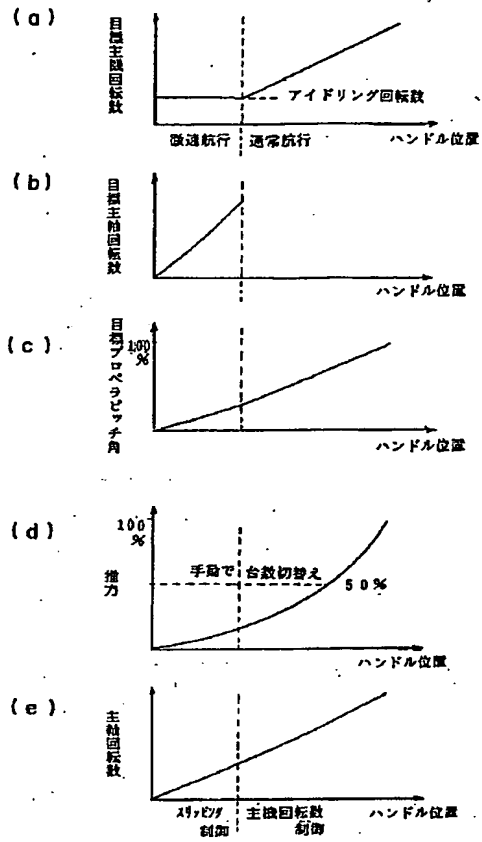 (a)
目標主機回転数
アイドリング回転数
微速航行
通常航行
ハンドル位置
(b)
目標主軸回転数
ハンドル位置
(c)
目標プロペラピッチ角
100
%
ハンドル位置
(d)
100
%
推力
手動で台数切替え
50%
ハンドル位置
(e)
主軸回転数
スリッピング
制御
主機回転数
制御
ハンドル位置